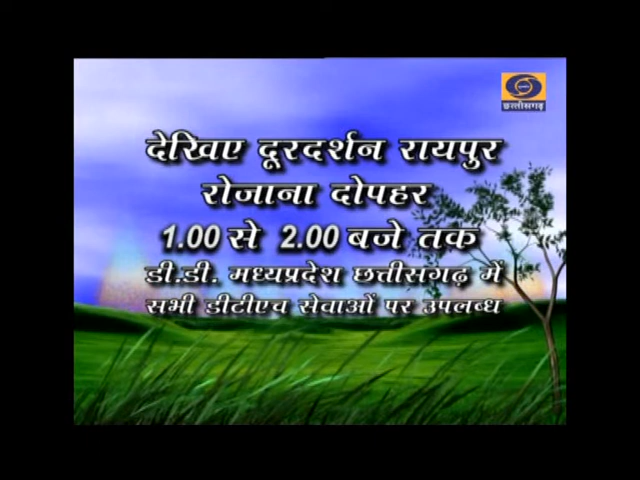 छत्तीसगढ़
देखिए दूरदर्शन रायपुर
रोजाना दोपहर
1.00 से 2.00 बजे तक
डी.डी. मध्यप्रदेश छत्तीसगढ़ में
सभी डीटीएच सेवाओं पर उपलब्ध